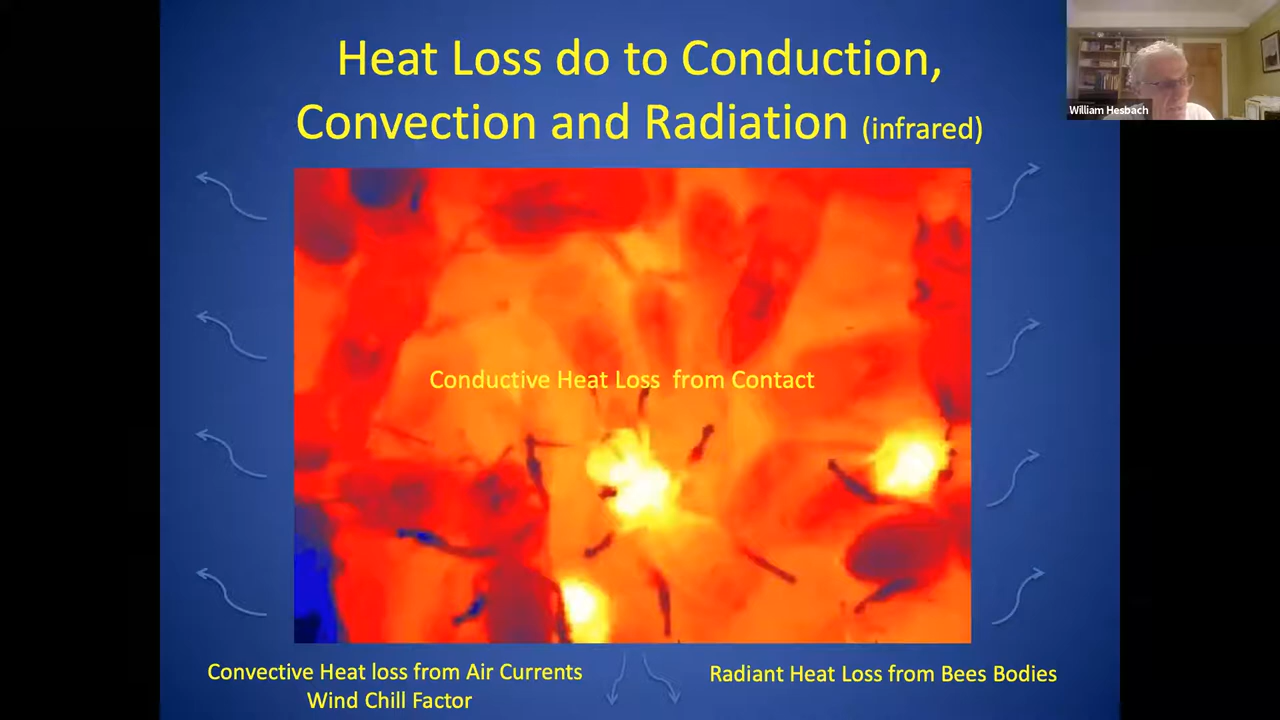 Heat Loss do to Conduction,
Convection and Radiation (infrared)
William Hesbach
Conductive Heat Loss  from Contact
Convective Heat loss from Air Currents
Wind Chill Factor
Radiant Heat Loss from Bees Bodies